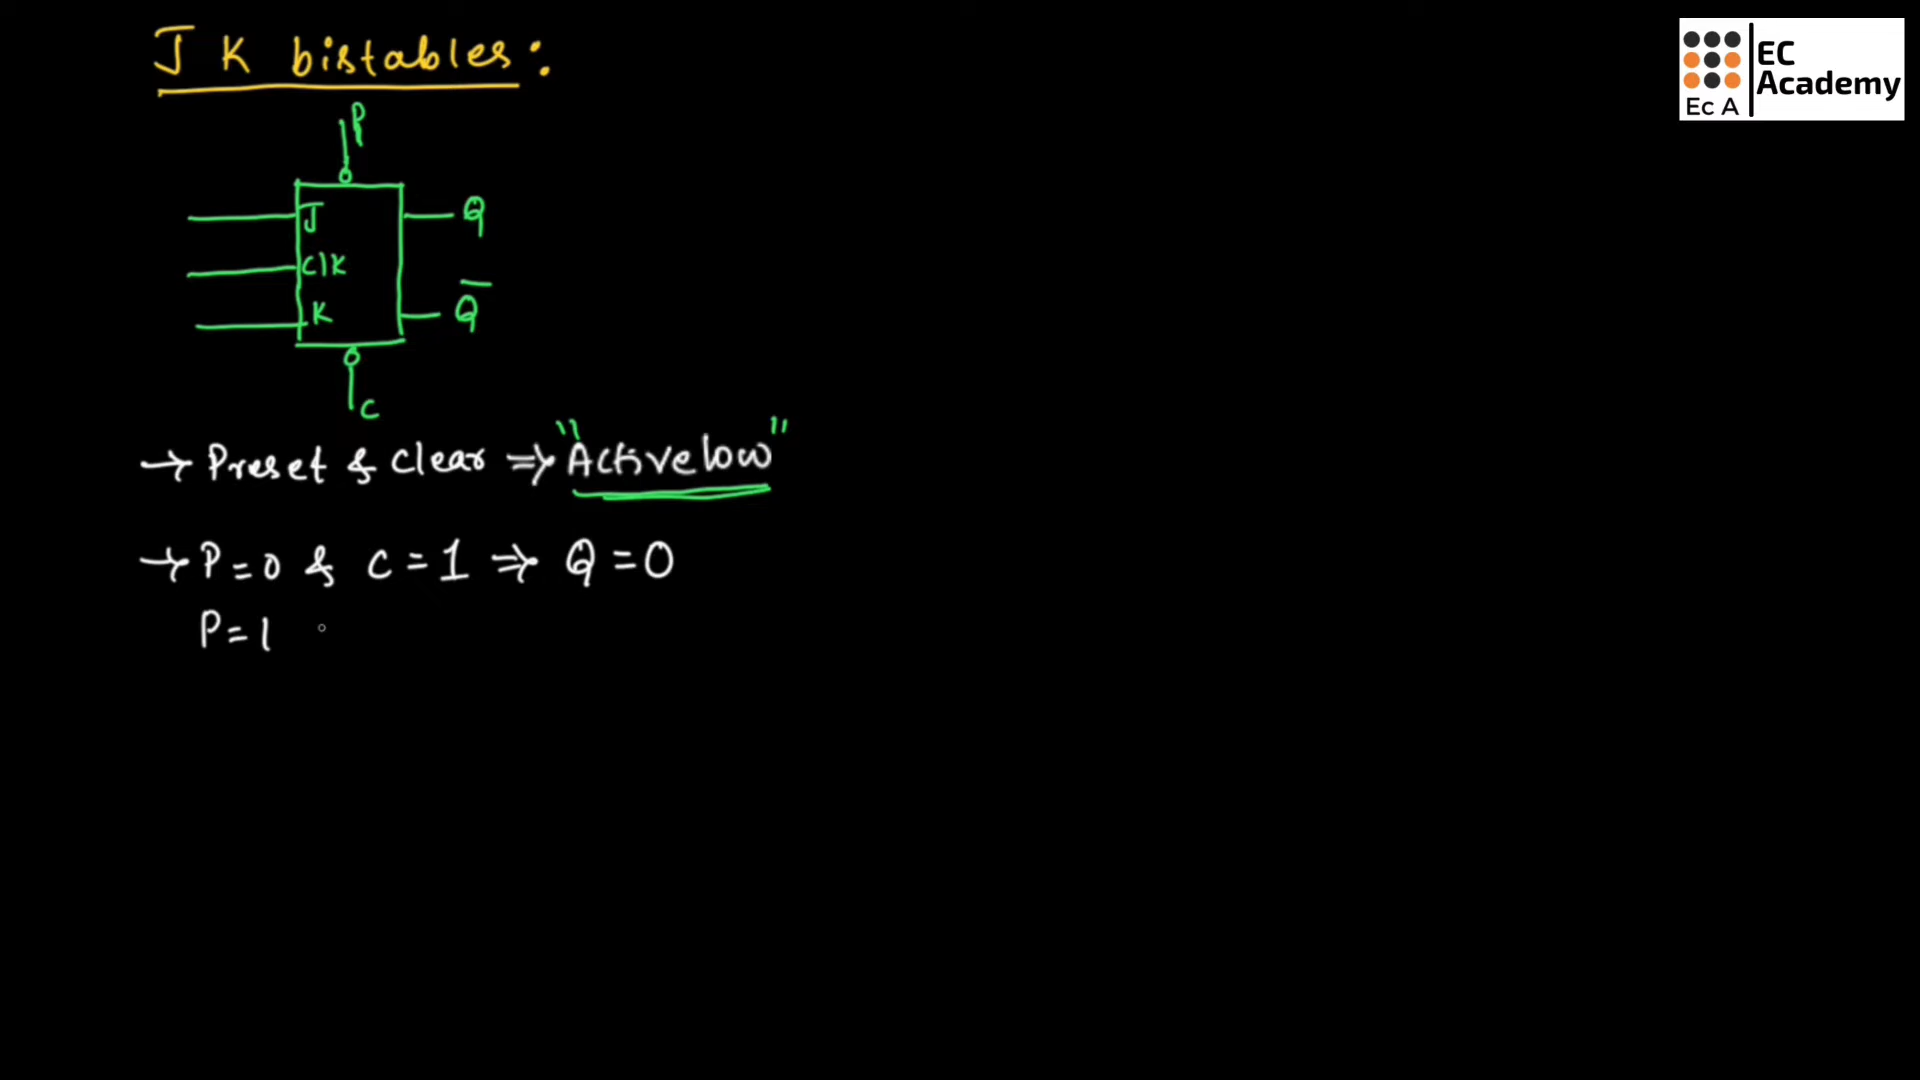 J K bistables:
EC
Academy
Ec A
P
J
Q
Clk
K
Q̅
C
→ Preset & Clear ⇒ "Active low"
→ P=0 & C=1 ⇒ Q=0
P=1